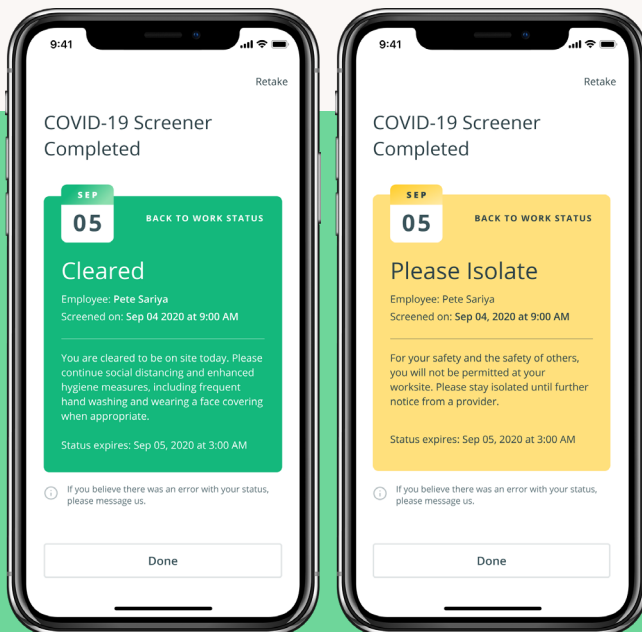 9:41
Retake
COVID-19 Screener
Completed
SEP
05
BACK TO WORK STATUS
Cleared
Employee: Pete Sariya
Screened on: Sep 04 2020 at 9:00 AM
You are cleared to be on site today. Please
continue social distancing and enhanced
hygiene measures, including frequent
hand washing and wearing a face covering
when appropriate.
Status expires: Sep 05, 2020 at 3:00 AM
If you believe there was an error with your status,
please message us.
Done
9:41
Retake
COVID-19 Screener
Completed
SEP
05
BACK TO WORK STATUS
Please Isolate
Employee: Pete Sariya
Screened on: Sep 04, 2020 at 9:00 AM
For your safety and the safety of others,
you will not be permitted at your
worksite. Please stay isolated until further
notice from a provider.
Status expires: Sep 05, 2020 at 3:00 AM
If you believe there was an error with your status,
please message us.
Done